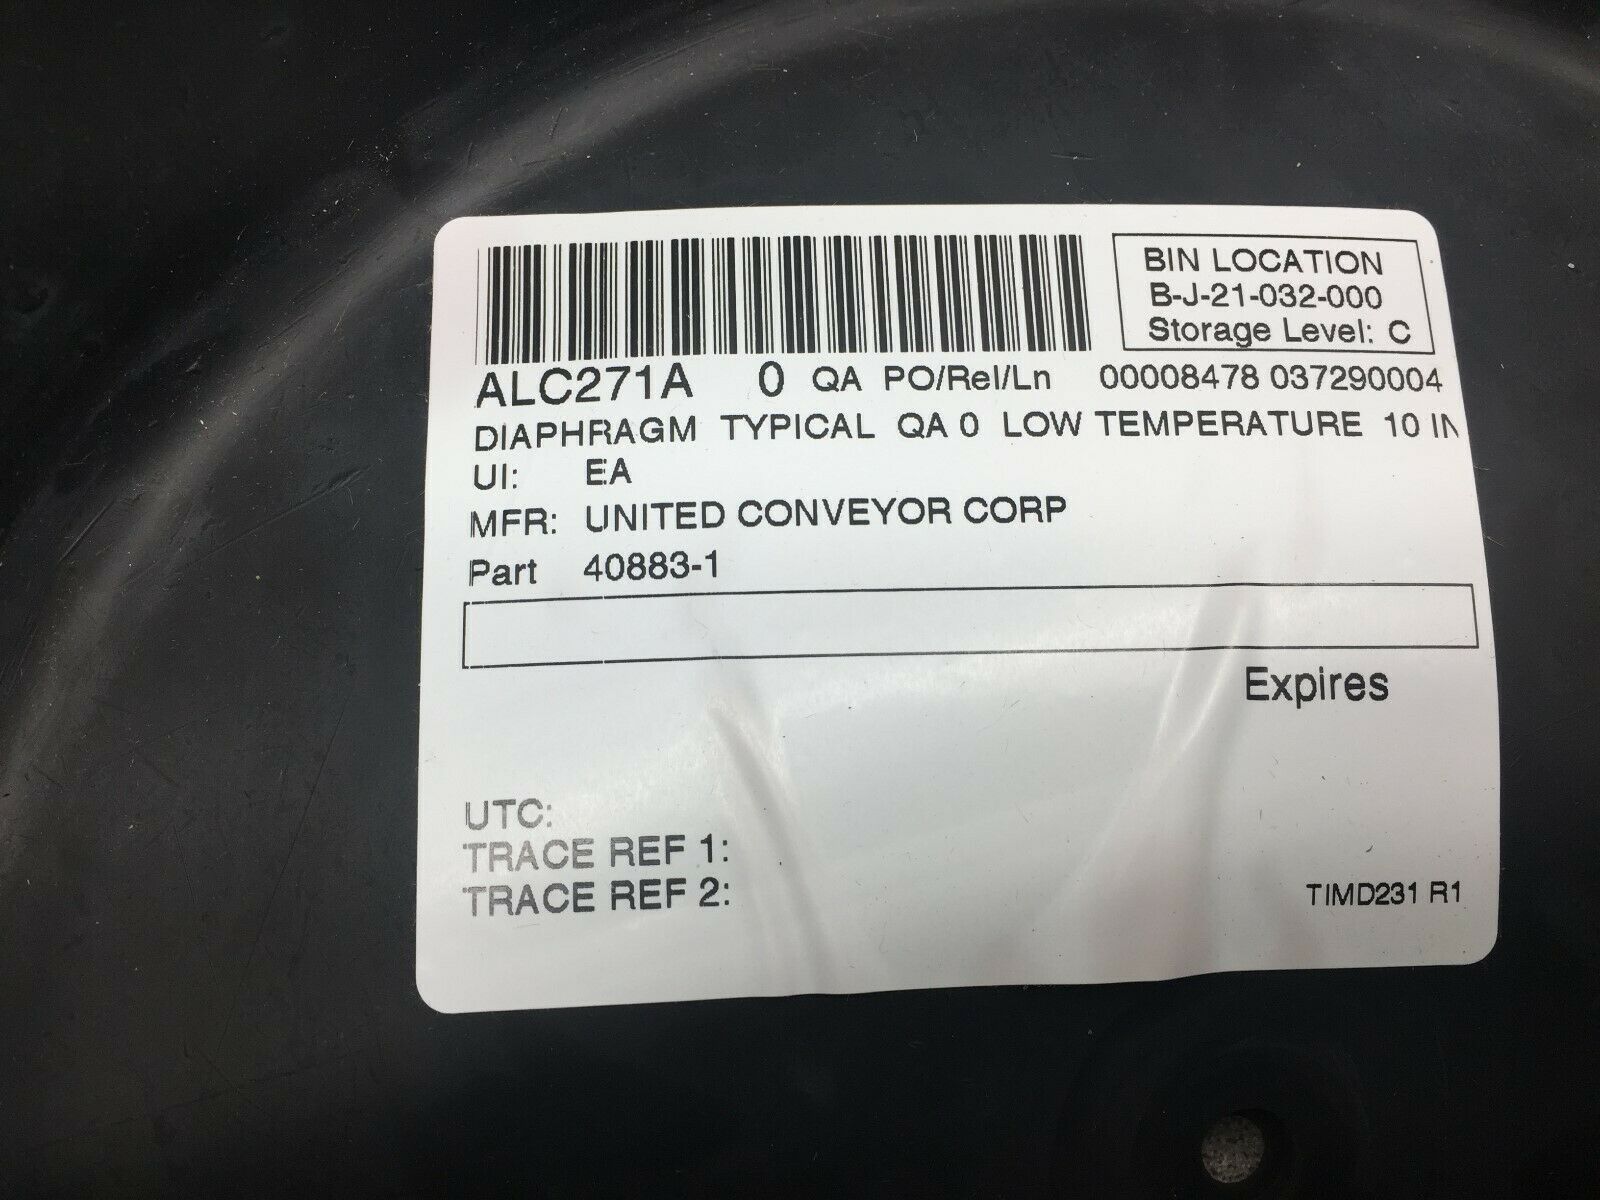 BIN LOCATION
B-J-21-032-000
Storage Level: C
ALC271A 0 QA PO/Rel/Ln 00008478 037290004
DIAPHRAGM TYPICAL QA 0 LOW TEMPERATURE 10 IN
UI: EA
MFR: UNITED CONVEYOR CORP
Part 40883-1
Expires
UTC:
TRACE REF 1:
TRACE REF 2:
TIMD231 R1